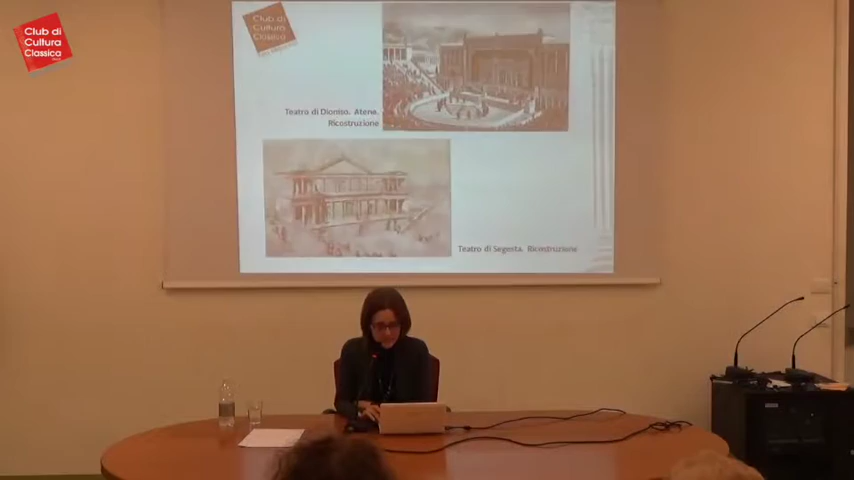 Club di
Cultura
Classica
Club di
Cultura
Classica
Teatro di Dioniso. Atene.
Ricostruzione
Teatro di Segesta. Ricostruzione